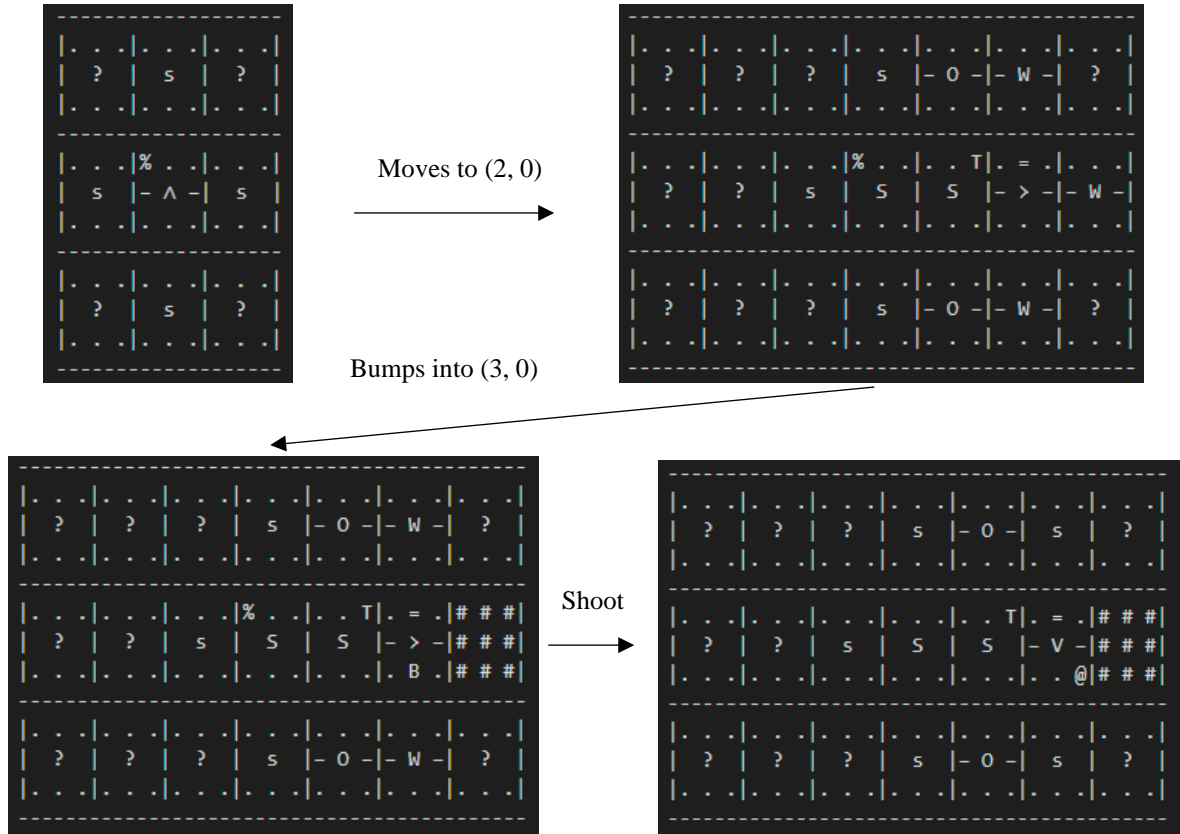 -------------------
|. . .|. . .|. . .|
|  ?  |  s  |  ?  |
|. . .|. . .|. . .|
-------------------
|. . .|% . .|. . .|
|  s  |– ∧ –|  s  |
|. . .|. . .|. . .|
-------------------
|. . .|. . .|. . .|
|  ?  |  s  |  ?  |
|. . .|. . .|. . .|
-------------------
Moves to (2, 0)
-------------------------------------------
|. . .|. . .|. . .|. . .|. . .|. . .|. . .|
|  ?  |  ?  |  ?  |  s  |– O –|– W –|  ?  |
|. . .|. . .|. . .|. . .|. . .|. . .|. . .|
-------------------------------------------
|. . .|. . .|. . .|% . .|. . T|. = .|. . .|
|  ?  |  ?  |  s  |  S  |  S  |– > –|– W –|
|. . .|. . .|. . .|. . .|. . .|. . .|. . .|
-------------------------------------------
|. . .|. . .|. . .|. . .|. . .|. . .|. . .|
|  ?  |  ?  |  ?  |  s  |– O –|– W –|  ?  |
|. . .|. . .|. . .|. . .|. . .|. . .|. . .|
-------------------------------------------
Bumps into (3, 0)
-------------------------------------------
|. . .|. . .|. . .|. . .|. . .|. . .|. . .|
|  ?  |  ?  |  ?  |  s  |– O –|– W –|  ?  |
|. . .|. . .|. . .|. . .|. . .|. . .|. . .|
-------------------------------------------
|. . .|. . .|. . .|% . .|. . T|. = .|# # #|
|  ?  |  ?  |  s  |  S  |  S  |– > –|# # #|
|. . .|. . .|. . .|. . .|. . .|. B .|# # #|
-------------------------------------------
|. . .|. . .|. . .|. . .|. . .|. . .|. . .|
|  ?  |  ?  |  ?  |  s  |– O –|– W –|  ?  |
|. . .|. . .|. . .|. . .|. . .|. . .|. . .|
-------------------------------------------
Shoot
-------------------------------------------
|. . .|. . .|. . .|. . .|. . .|. . .|. . .|
|  ?  |  ?  |  ?  |  s  |– O –|  s  |  ?  |
|. . .|. . .|. . .|. . .|. . .|. . .|. . .|
-------------------------------------------
|. . .|. . .|. . .|. . .|. . T|. = .|# # #|
|  ?  |  ?  |  s  |  S  |  S  |– V –|# # #|
|. . .|. . .|. . .|. . .|. . .|. . @|# # #|
-------------------------------------------
|. . .|. . .|. . .|. . .|. . .|. . .|. . .|
|  ?  |  ?  |  ?  |  s  |– O –|  s  |  ?  |
|. . .|. . .|. . .|. . .|. . .|. . .|. . .|
-------------------------------------------